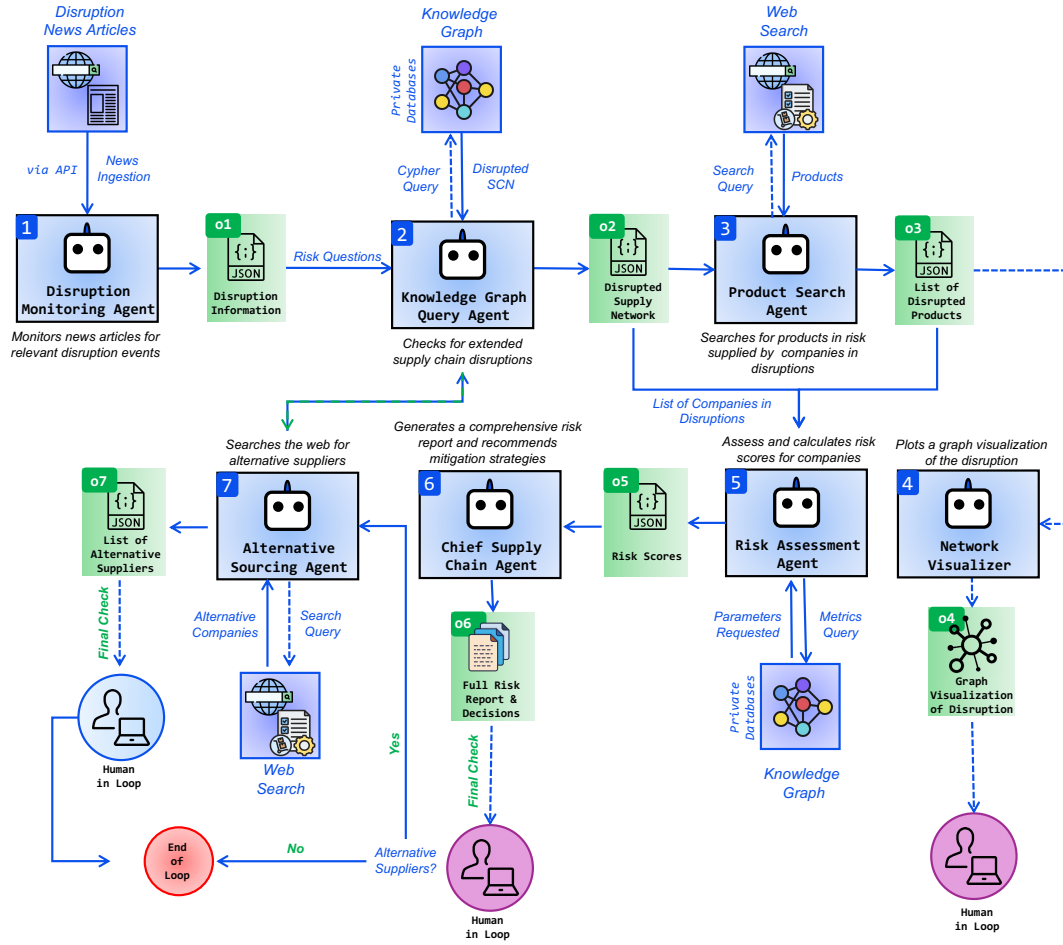 Disruption
News Articles
via API
News
Ingestion
1
Disruption
Monitoring Agent
Monitors news articles for
relevant disruption events
o1
{;}
JSON
Disruption
Information
Risk Questions
Knowledge
Graph
Private
Databases
Cypher
Query
Disrupted
SCN
2
Knowledge Graph
Query Agent
Checks for extended
supply chain disruptions
o2
{;}
JSON
Disrupted
Supply
Network
Web
Search
Search
Query
Products
3
Product Search
Agent
Searches for products in risk
supplied by companies in
disruptions
o3
{;}
JSON
List of
Disrupted
Products
List of Companies in
Disruptions
Plots a graph visualization
of the disruption
4
Network
Visualizer
o4
Graph
Visualization
of Disruption
Human
in Loop
Assess and calculates risk
scores for companies
5
Risk Assessment
Agent
Parameters
Requested
Metrics
Query
Private
Databases
Knowledge
Graph
o5
{;}
JSON
Risk Scores
Generates a comprehensive risk
report and recommends
mitigation strategies
6
Chief Supply
Chain Agent
o6
Full Risk
Report &
Decisions
Final Check
Human
in Loop
Alternative
Suppliers?
Yes
No
End
of
Loop
Searches the web for
alternative suppliers
7
Alternative
Sourcing Agent
Alternative
Companies
Search
Query
Web
Search
o7
{;}
JSON
List of
Alternative
Suppliers
Final Check
Human
in Loop